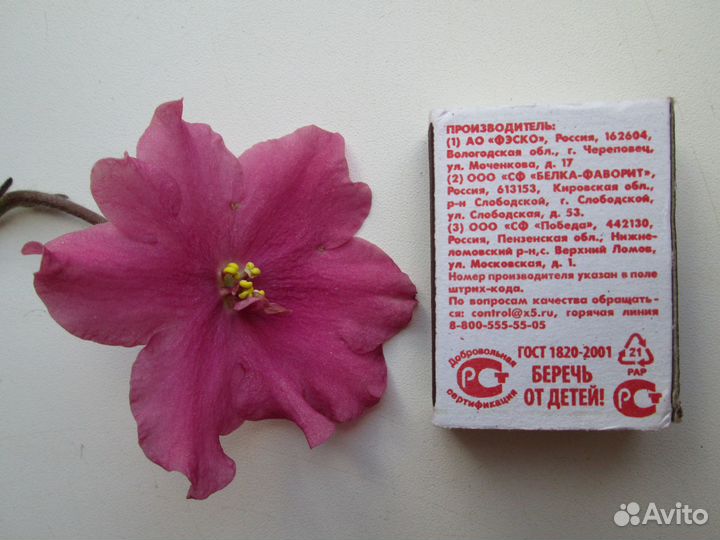 ПРОИЗВОДИТЕЛЬ:
(1) АО «ФЭСКО», Россия, 162604,
Вологодская обл., г. Череповец,
ул. Моченкова, д. 17
(2) ООО «СФ «БЕЛКА-ФАВОРИТ»,
Россия, 613153, Кировская обл.,
р-н Слободской, г. Слободской,
ул. Слободская, д. 53.
(3) ООО «СФ «Победа», 442130,
Россия, Пензенская обл., Нижне-
ломовский р-н,с. Верхний Ломов,
ул. Московская, д. 1.
Номер производителя указан в поле
штрих-кода.
По вопросам качества обращать-
ся: control@x5.ru, горячая линия
8-800-555-55-05
Добровольная
сертификация
ГОСТ 1820-2001
БЕРЕЧЬ
ОТ ДЕТЕЙ!
21
PAP
Avito